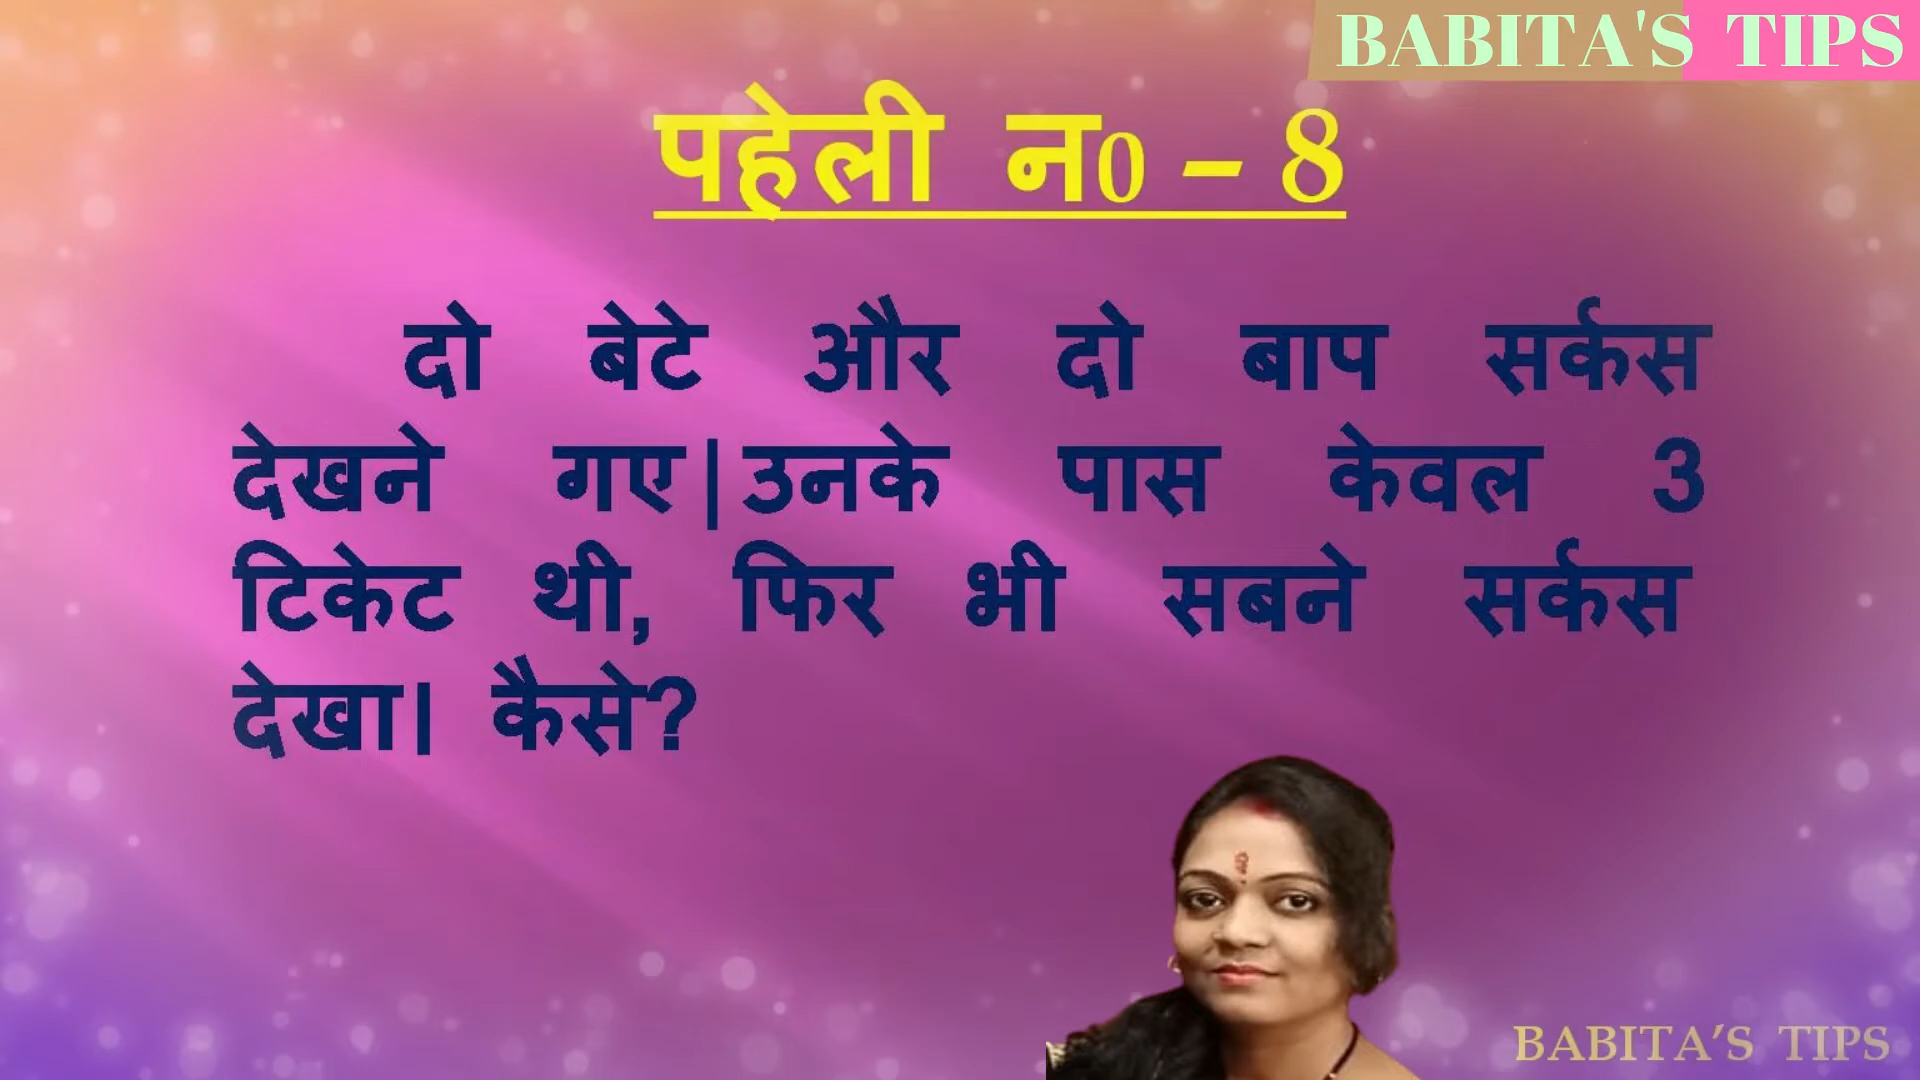 BABITA'S TIPS
पहेली न0 – 8
दो बेटे और दो बाप सर्कस
देखने गए|उनके पास केवल 3
टिकेट थी, फिर भी सबने सर्कस
देखा। कैसे?
BABITA’S TIPS